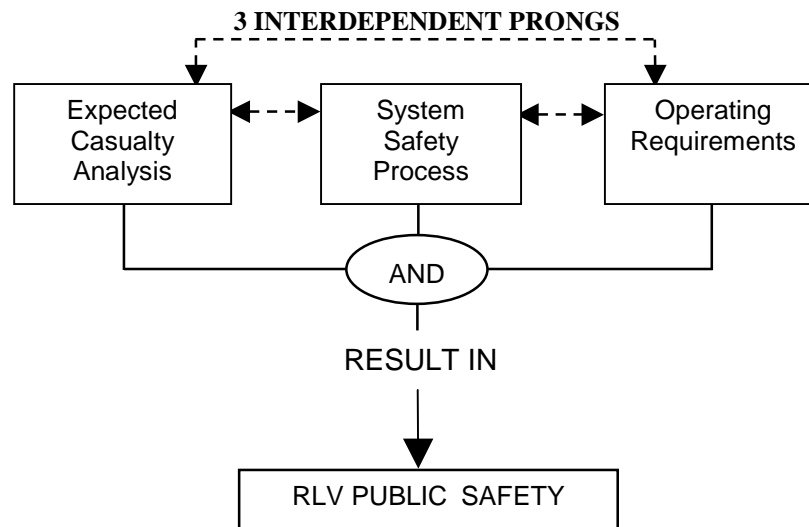 3 INTERDEPENDENT PRONGS
Expected
Casualty
Analysis
System
Safety
Process
Operating
Requirements
AND
RESULT IN
RLV PUBLIC SAFETY